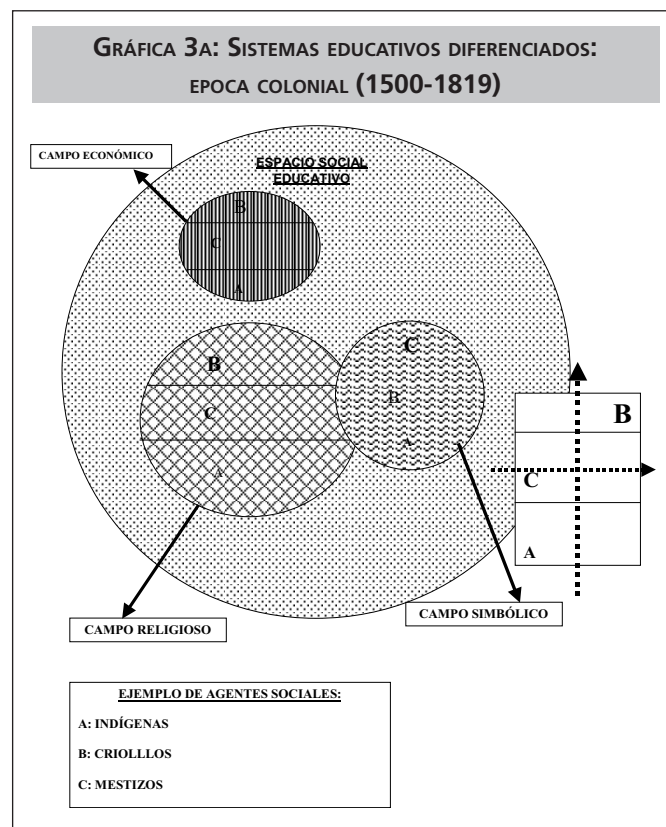 GRÁFICA 3A: SISTEMAS EDUCATIVOS DIFERENCIADOS:
EPOCA COLONIAL (1500-1819)
CAMPO ECONÓMICO
ESPACIO SOCIAL
EDUCATIVO
B
C
A
B
C
A
C
B
A
B
C
A
CAMPO RELIGIOSO
CAMPO SIMBÓLICO
EJEMPLO DE AGENTES SOCIALES:
A: INDÍGENAS
B: CRIOLLLOS
C: MESTIZOS